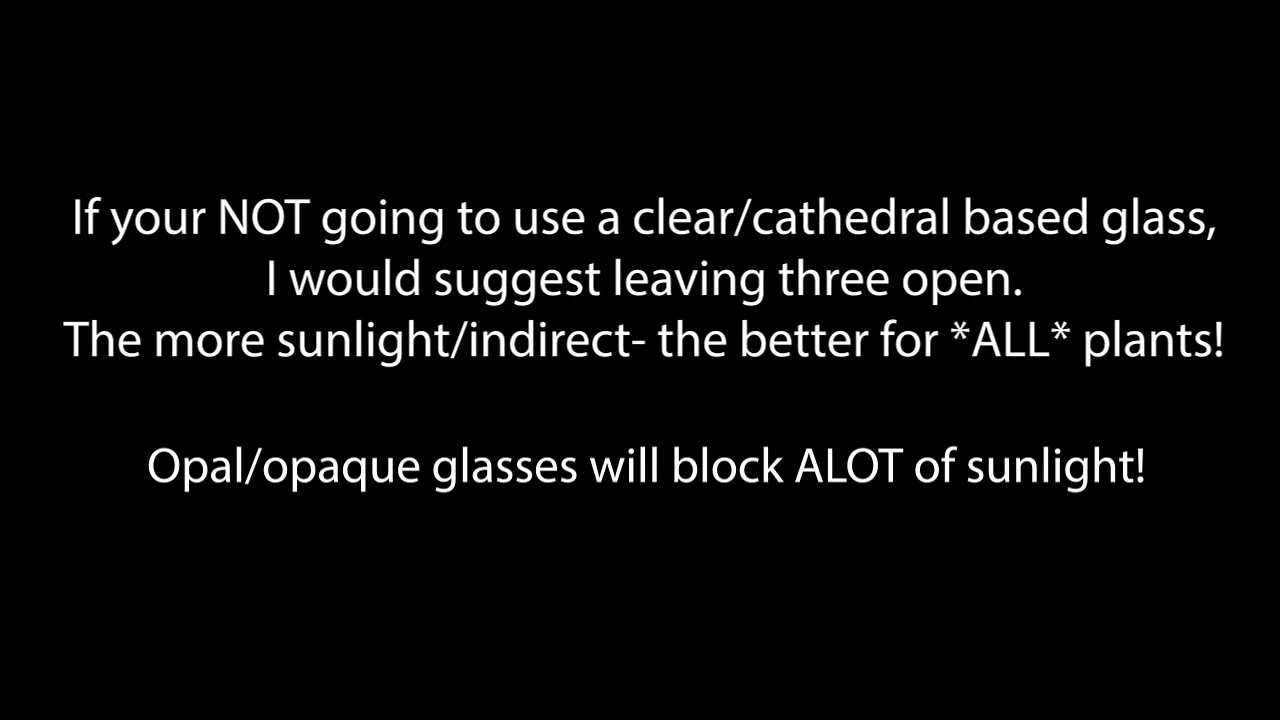 If your NOT going to use a clear/cathedral based glass,
I would suggest leaving three open.
The more sunlight/indirect- the better for *ALL* plants!
Opal/opaque glasses will block ALOT of sunlight!